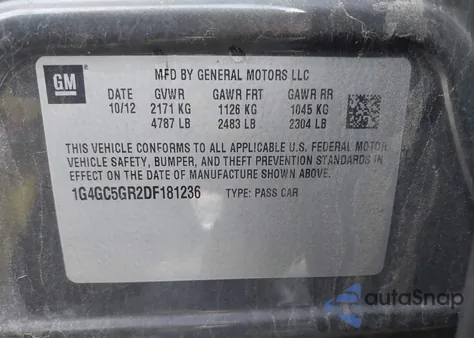 GM
MFD BY GENERAL MOTORS LLC
DATE GVWR GAWR FRT GAWR RR
10/12 2171 KG 1126 KG 1045 KG
4787 LB 2483 LB 2304 LB
THIS VEHICLE CONFORMS TO ALL APPLICABLE U.S. FEDERAL MOTOR
VEHICLE SAFETY, BUMPER, AND THEFT PREVENTION STANDARDS IN
EFFECT ON THE DATE OF MANUFACTURE SHOWN ABOVE.
1G4GC5GR2DF181236 TYPE: PASS CAR
autoSnap